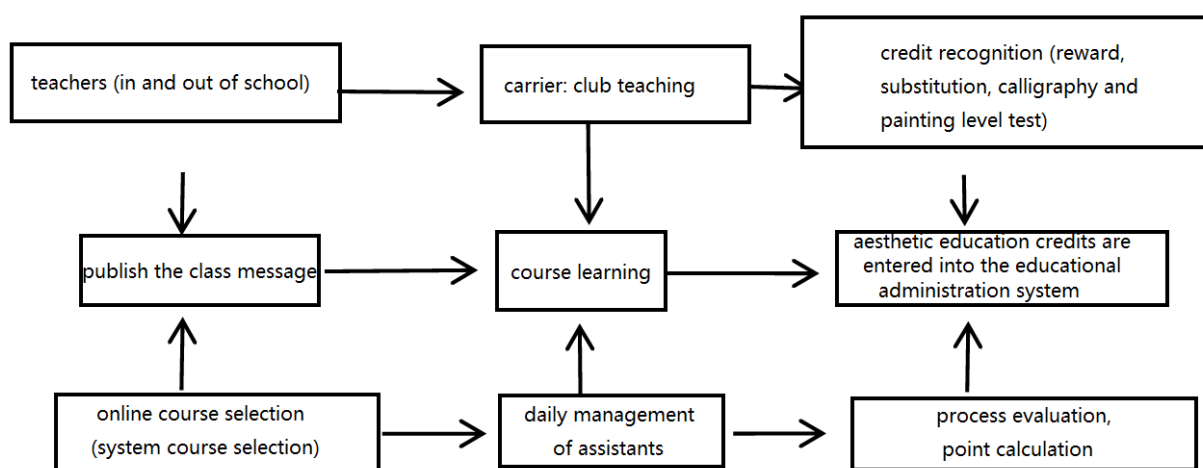 teachers (in and out of school)
carrier: club teaching
credit recognition (reward,
substitution, calligraphy and
painting level test)
publish the class message
course learning
aesthetic education credits are
entered into the educational
administration system
online course selection
(system course selection)
daily management
of assistants
process evaluation,
point calculation